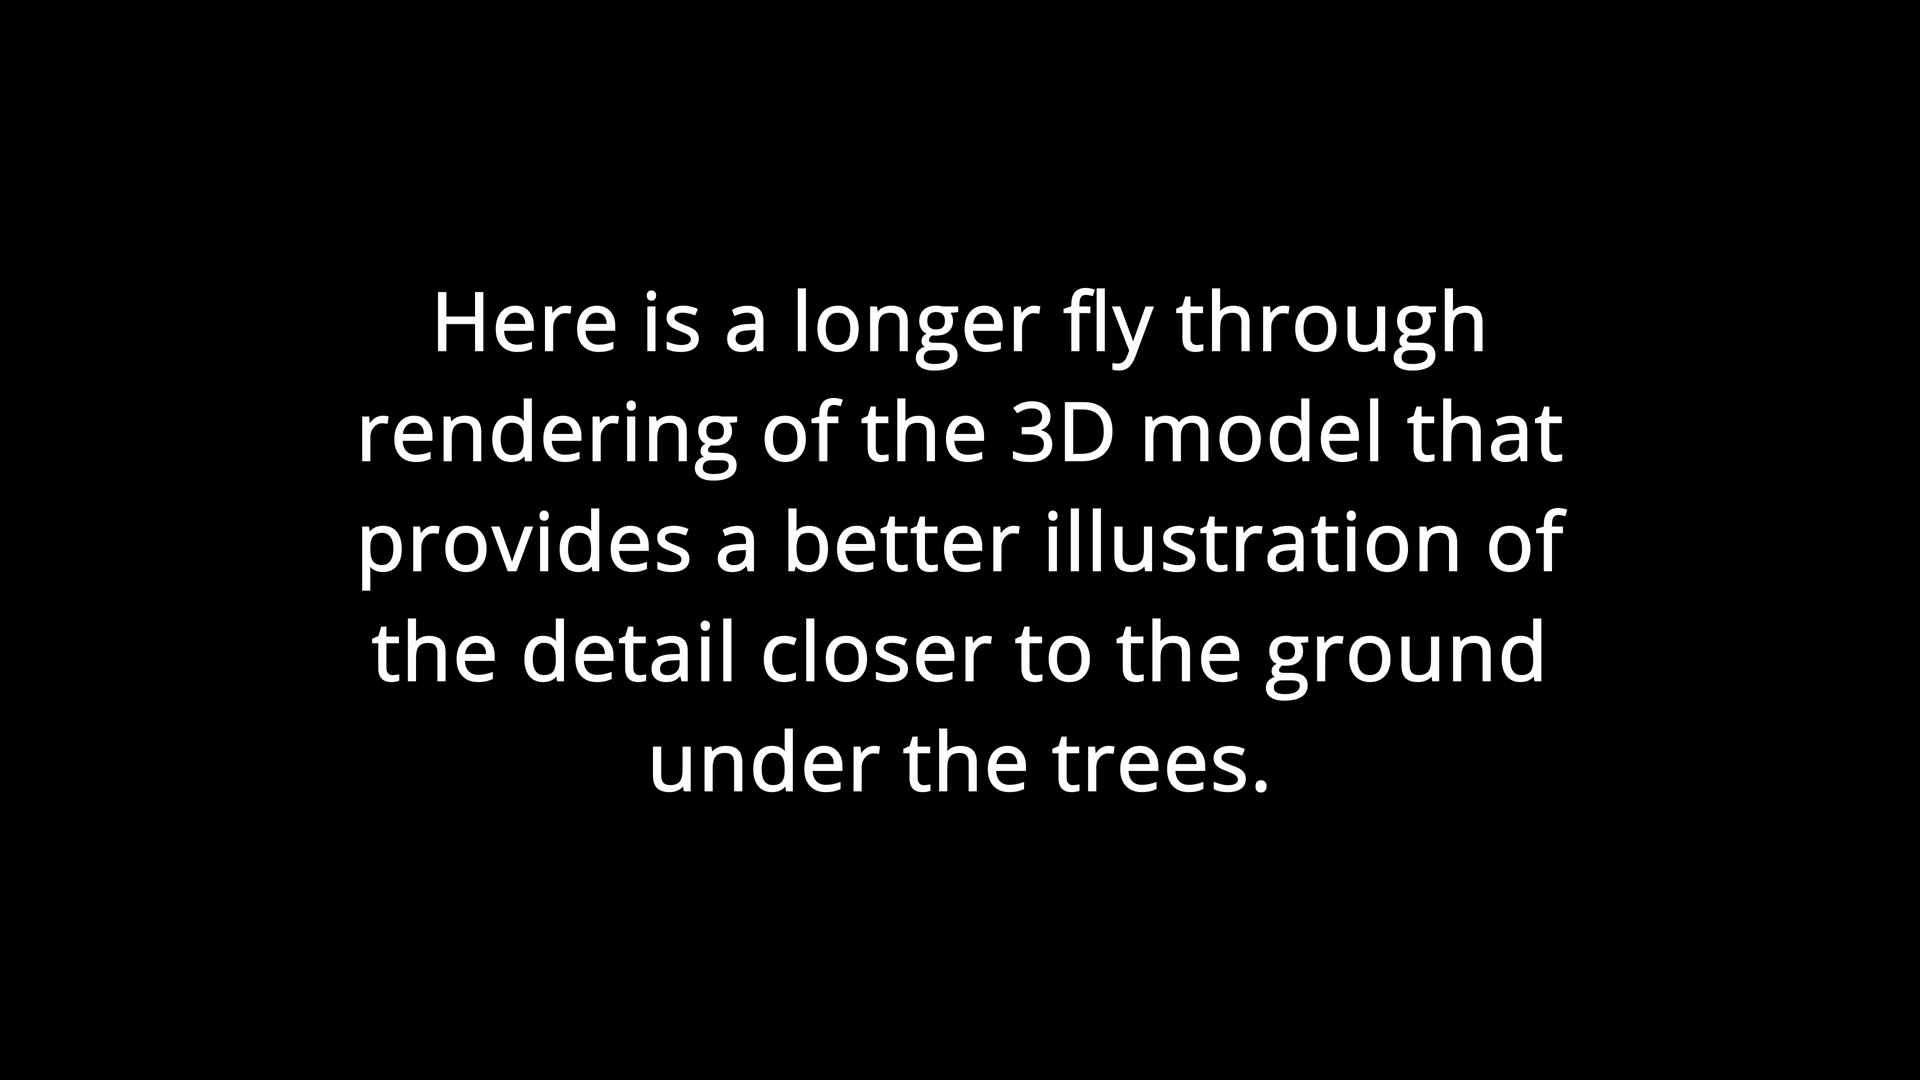 Here is a longer fly through
rendering of the 3D model that
provides a better illustration of
the detail closer to the ground
under the trees.